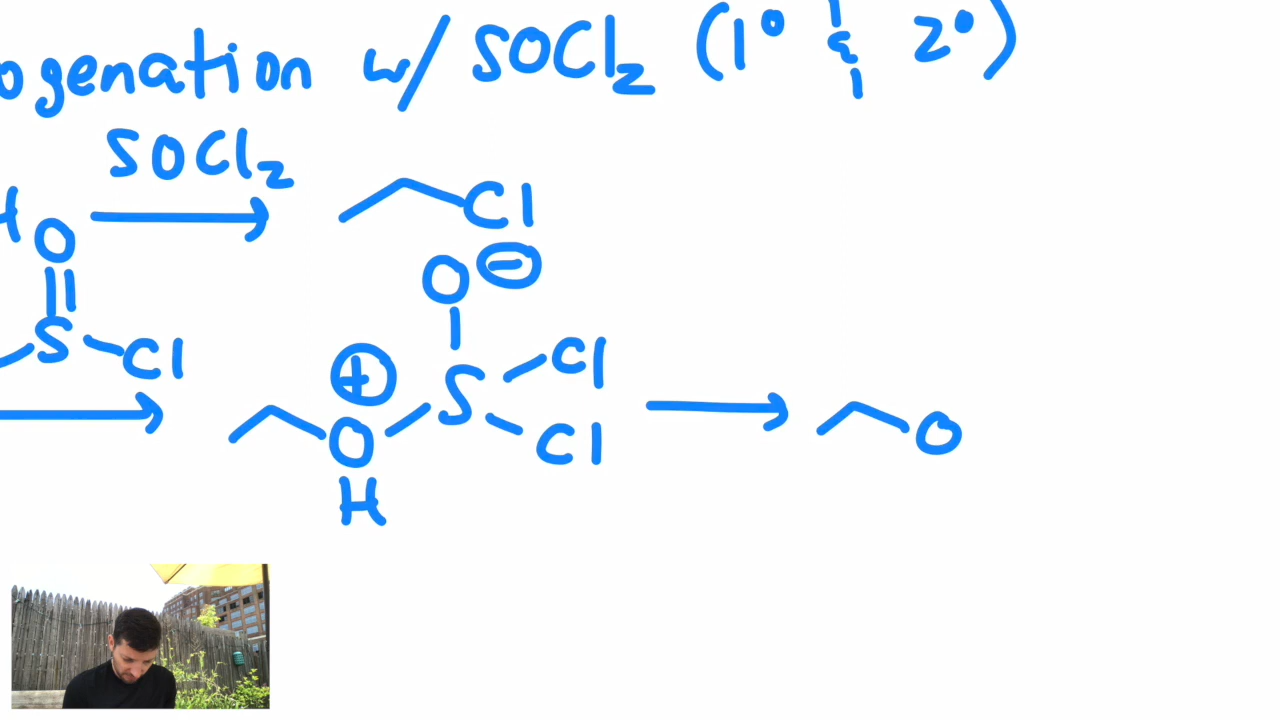 ogenation w/ SOCl₂ (1° & 2°)
SOCl₂
H
Cl
O
S Cl
O ⊖
⊕ S Cl
O Cl
H
O